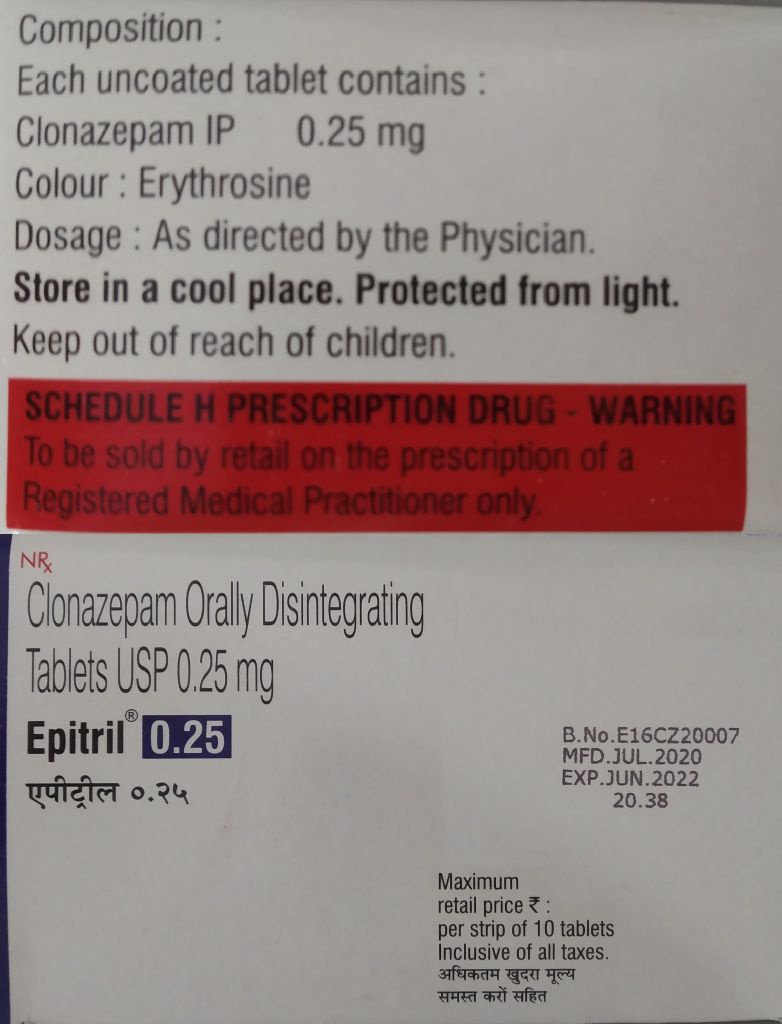 Composition :
Each uncoated tablet contains :
Clonazepam IP 0.25 mg
Colour : Erythrosine
Dosage : As directed by the Physician.
Store in a cool place. Protected from light.
Keep out of reach of children.
SCHEDULE H PRESCRIPTION DRUG - WARNING
To be sold by retail on the prescription of a
Registered Medical Practitioner only.
NRx
Clonazepam Orally Disintegrating
Tablets USP 0.25 mg
Epitril® 0.25
एपीट्रील ०.२५
B.No.E16CZ20007
MFD.JUL.2020
EXP.JUN.2022
20.38
Maximum
retail price ₹ :
per strip of 10 tablets
Inclusive of all taxes.
अधिकतम खुदरा मूल्य
समस्त करों सहित